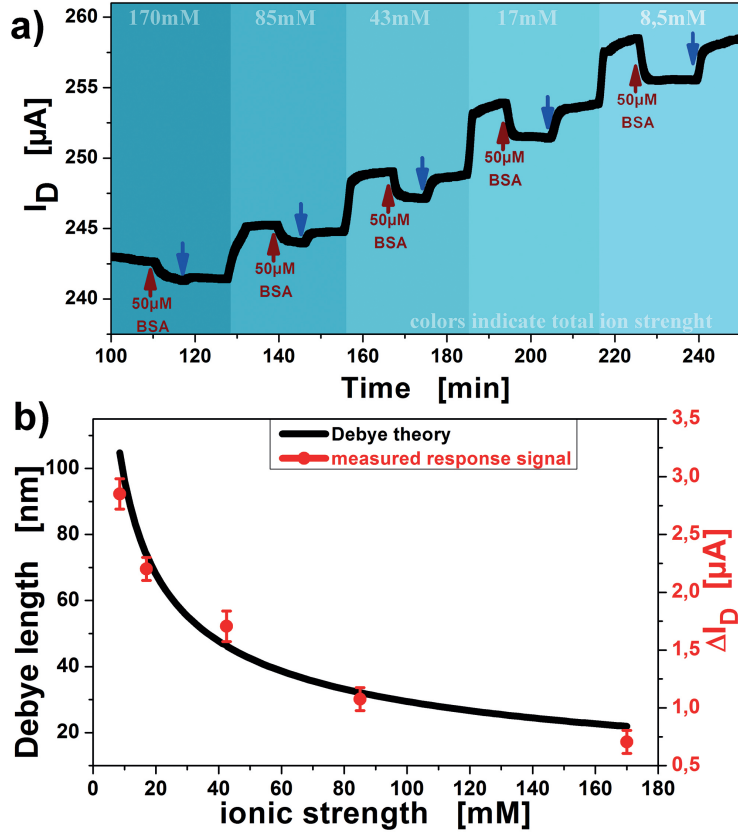 a)
170mM 85mM 43mM 17mM 8,5mM
260
255
250
245
240
I_D [µA]
50µM
BSA
50µM
BSA
50µM
BSA
50µM
BSA
50µM
BSA
colors indicate total ion strenght
100 120 140 160 180 200 220 240
Time [min]
b)
Debye theory
measured response signal
100
80
60
40
20
Debye length [nm]
3,5
3,0
2,5
2,0
1,5
1,0
0,5
ΔI_D [µA]
0 20 40 60 80 100 120 140 160 180
ionic strength [mM]